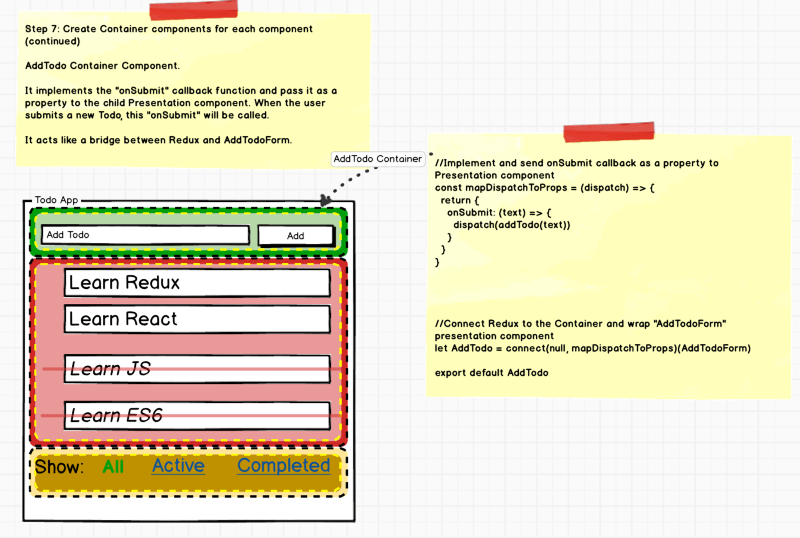 Step 7: Create Container components for each component
(continued)
AddTodo Container Component.
It implements the "onSubmit" callback function and pass it as a
property to the child Presentation component. When the user
submits a new Todo, this "onSubmit" will be called.
It acts like a bridge between Redux and AddTodoForm.
AddTodo Container
//Implement and send onSubmit callback as a property to
Presentation component
const mapDispatchToProps = (dispatch) => {
return {
onSubmit: (text) => {
dispatch(addTodo(text))
}
}
}
//Connect Redux to the Container and wrap "AddTodoForm"
presentation component
let AddTodo = connect(null, mapDispatchToProps)(AddTodoForm)
export default AddTodo
Todo App
Add Todo
Add
Learn Redux
Learn React
Learn JS
Learn ES6
Show: All Active Completed